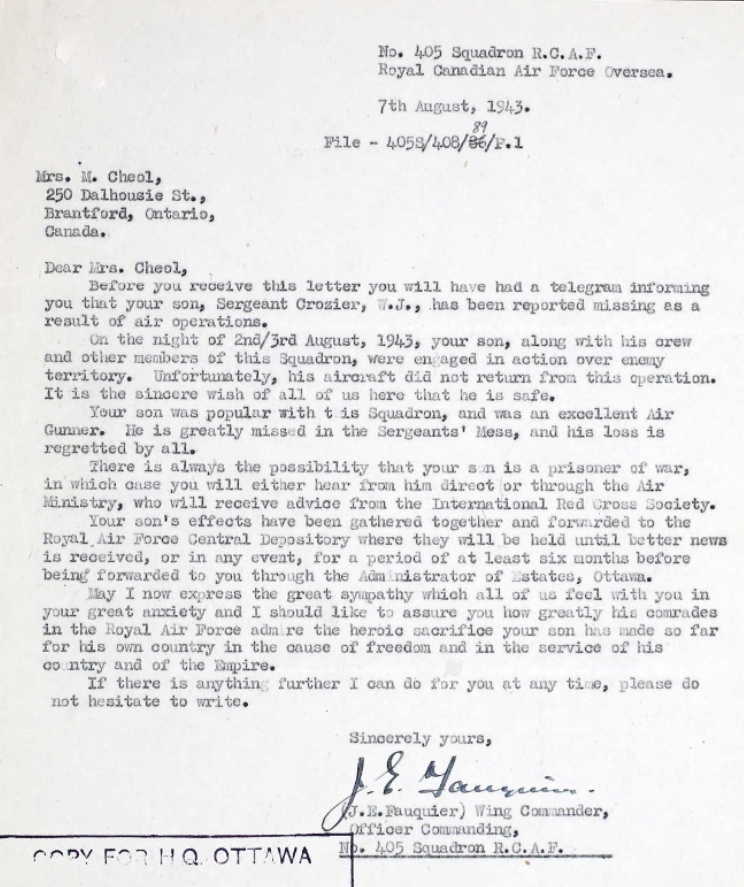 No. 405 Squadron R.C.A.F.
Royal Canadian Air Force Oversea.
7th August, 1943.
89
File - 405S/408/86/P.1
Mrs. M. Cheol,
250 Dalhousie St.,
Brantford, Ontario,
Canada.
Dear Mrs. Cheol,
Before you receive this letter you will have had a telegram informing
you that your son, Sergeant Crozier, W.J., has been reported missing as a
result of air operations.
On the night of 2nd/3rd August, 1943, your son, along with his crew
and other members of this Squadron, were engaged in action over enemy
territory. Unfortunately, his aircraft did not return from this operation.
It is the sincere wish of all of us here that he is safe.
Your son was popular with t is Squadron, and was an excellent Air
Gunner. He is greatly missed in the Sergeants' Mess, and his loss is
regretted by all.
There is always the possibility that your son is a prisoner of war,
in which case you will either hear from him direct or through the Air
Ministry, who will receive advice from the International Red Cross Society.
Your son's effects have been gathered together and forwarded to the
Royal Air Force Central Depository where they will be held until better news
is received, or in any event, for a period of at least six months before
being forwarded to you through the Administrator of Estates, Ottawa.
May I now express the great sympathy which all of us feel with you in
your great anxiety and I should like to assure you how greatly his comrades
in the Royal Air Force admire the heroic sacrifice your son has made so far
for his own country in the cause of freedom and in the service of his
co ntry and of the Empire.
If there is anything further I can do for you at any time, please do
not hesitate to write.
Sincerely yours,
J.E. Fauquier.
(J.E.Fauquier) Wing Commander,
Officer Commanding,
No. 405 Squadron R.C.A.F.
COPY FOR H.Q. OTTAWA